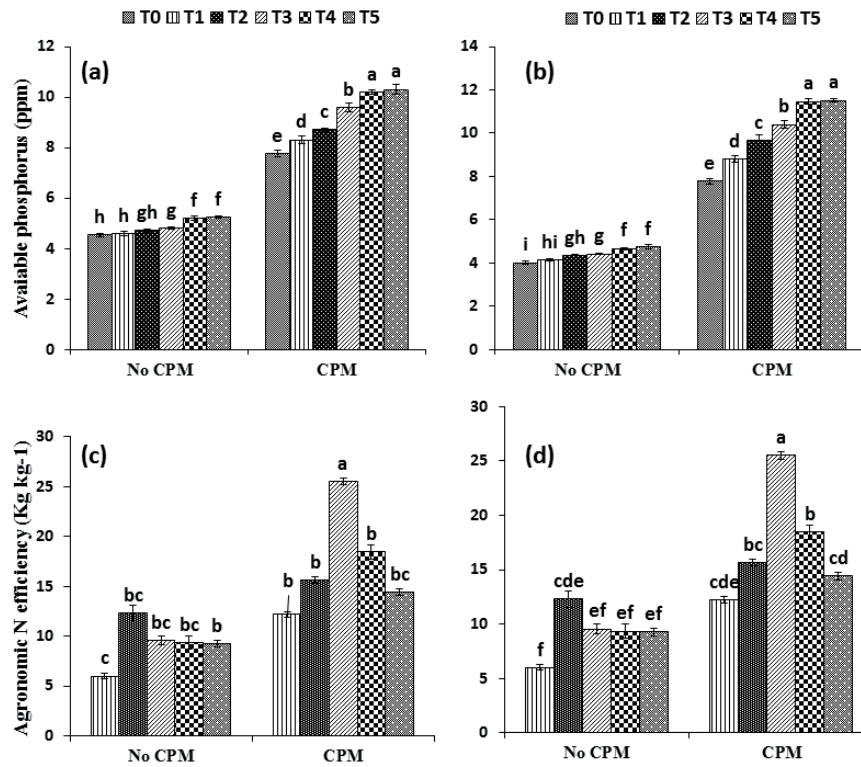 T0 T1 T2 T3 T4 T5
T0 T1 T2 T3 T4 T5
(a)
Avaiable phosphorus (ppm)
12
10
8
6
4
2
0
h h gh g f f
e d c b a a
No CPM CPM
(b)
14
12
10
8
6
4
2
0
i hi gh g f f
e d c b a a
No CPM CPM
(c)
Agronomic N efficiency (Kg kg-1)
30
25
20
15
10
5
0
c bc bc bc b
b b a b bc
No CPM CPM
(d)
30
25
20
15
10
5
0
f cde ef ef ef
cde bc a b cd
No CPM CPM